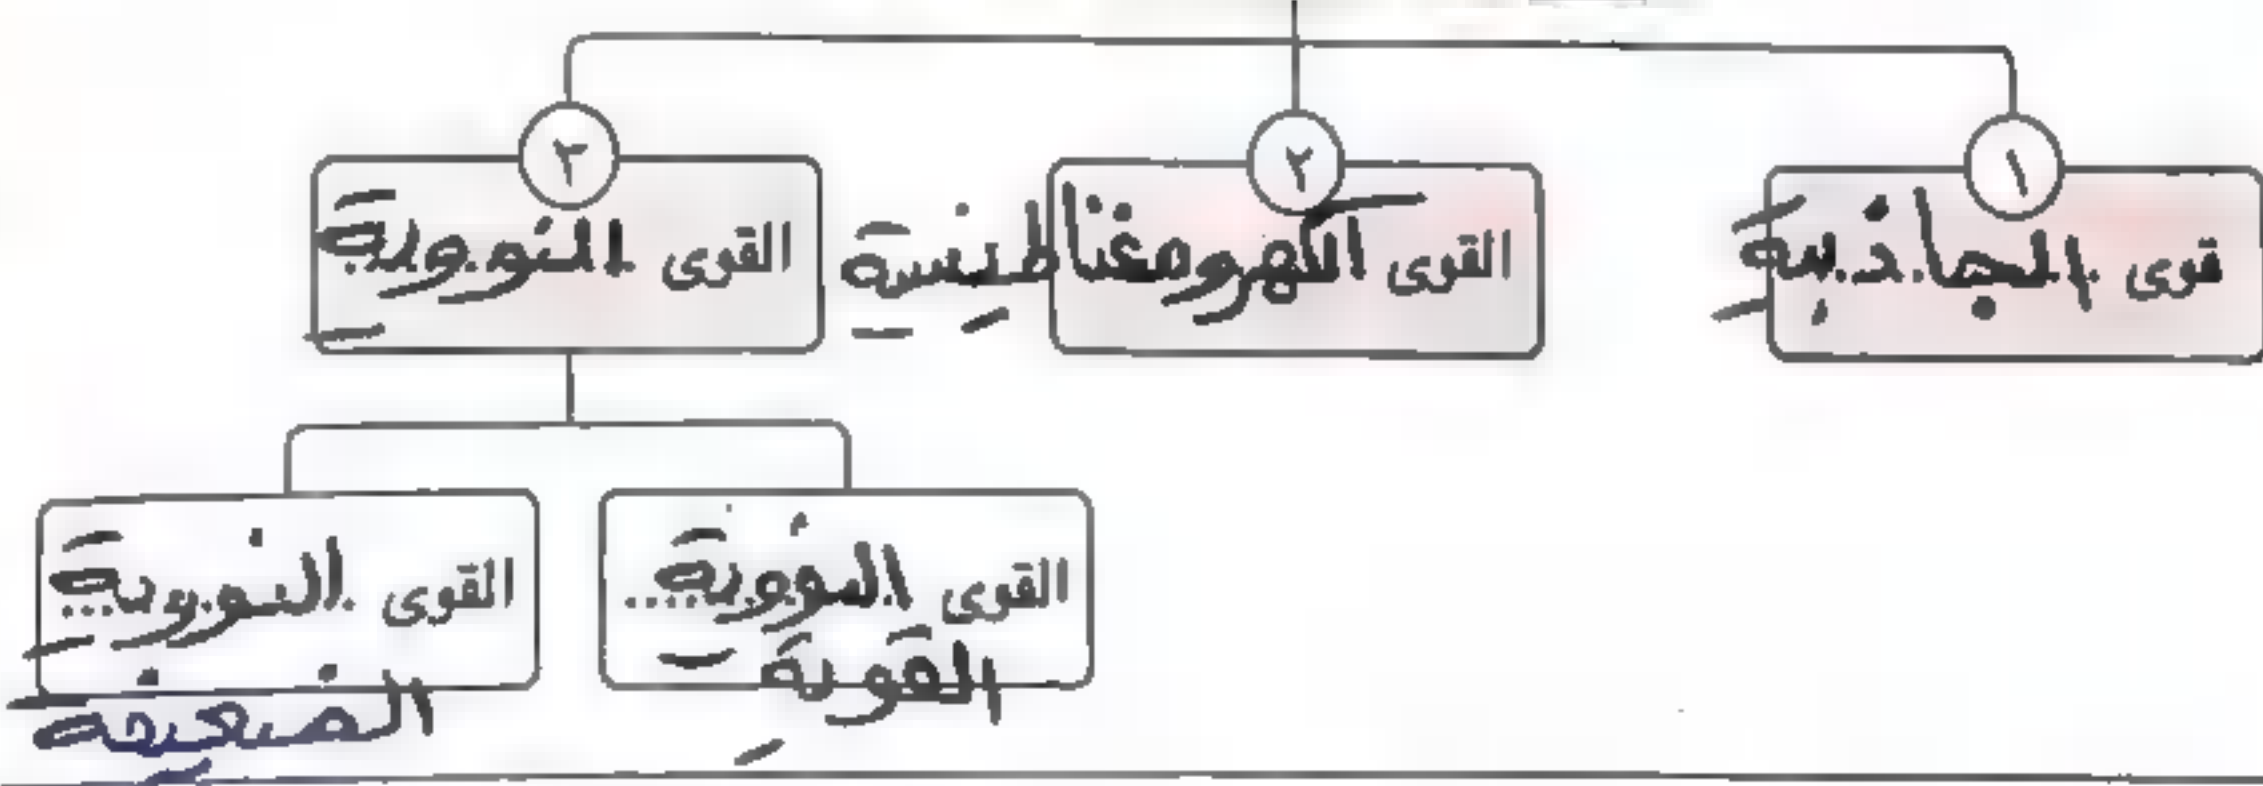 ١
قوى الجاذبية
٢
القوى الكهرومغناطيسية
٣
القوى النووية
القوى النووية
القوية
القوى النووية
الضعيفة